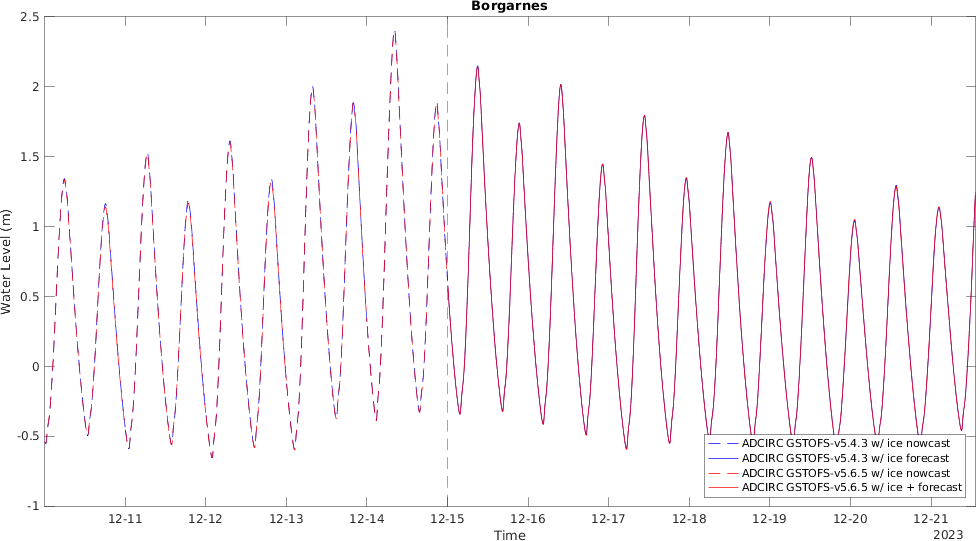 Borgarnes
2.5
2
1.5
1
0.5
0
-0.5
-1
Water Level (m)
12-11 12-12 12-13 12-14 12-15 12-16 12-17 12-18 12-19 12-20 12-21
Time
2023
ADCIRC GSTOFS-v5.4.3 w/ ice nowcast
ADCIRC GSTOFS-v5.4.3 w/ ice forecast
ADCIRC GSTOFS-v5.6.5 w/ ice nowcast
ADCIRC GSTOFS-v5.6.5 w/ ice + forecast